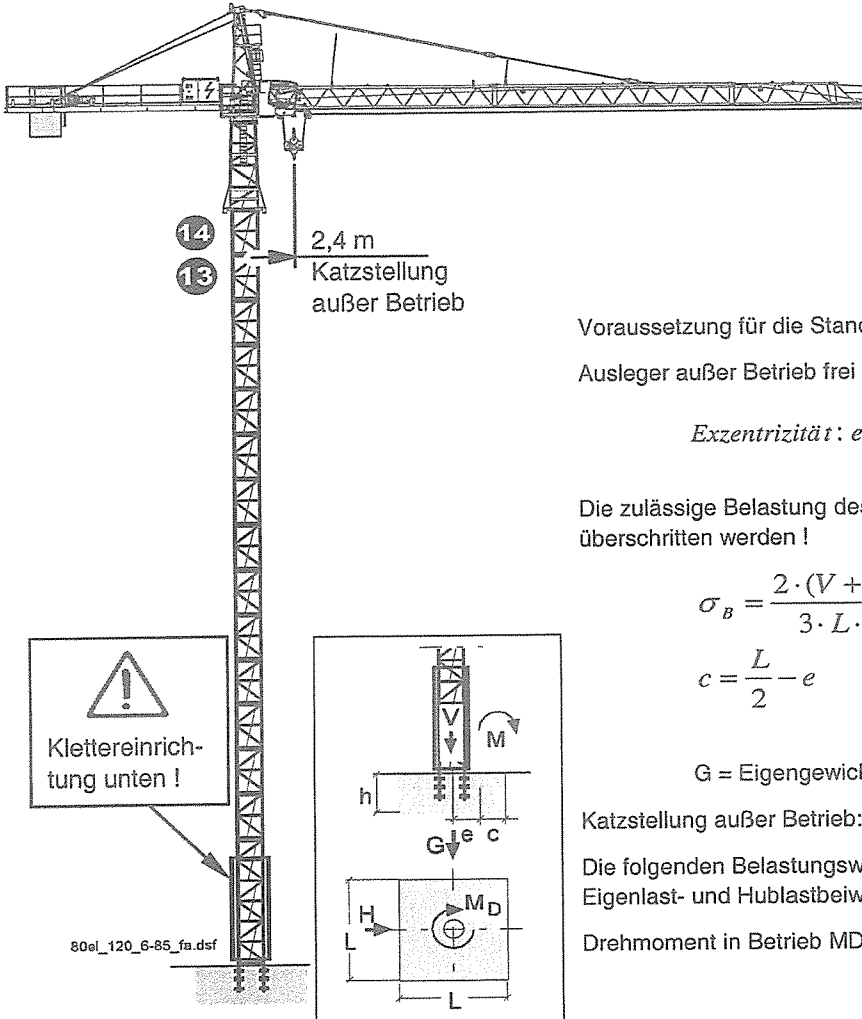 14
13
2,4 m
Katzstellung
außer Betrieb
Voraussetzung für die Stand
Ausleger außer Betrieb frei
Exzentrizität: e
Die zulässige Belastung des
überschritten werden !
σ_B = 2·(V + / 3·L·
c = L/2 − e
G = Eigengewich
Katzstellung außer Betrieb:
Die folgenden Belastungsw
Eigenlast- und Hublastbeiw
Drehmoment in Betrieb MD
Klettereinrich-
tung unten !
80el_120_6-85_fa.dsf
V
M
h
e c
G
H
M D
L
L